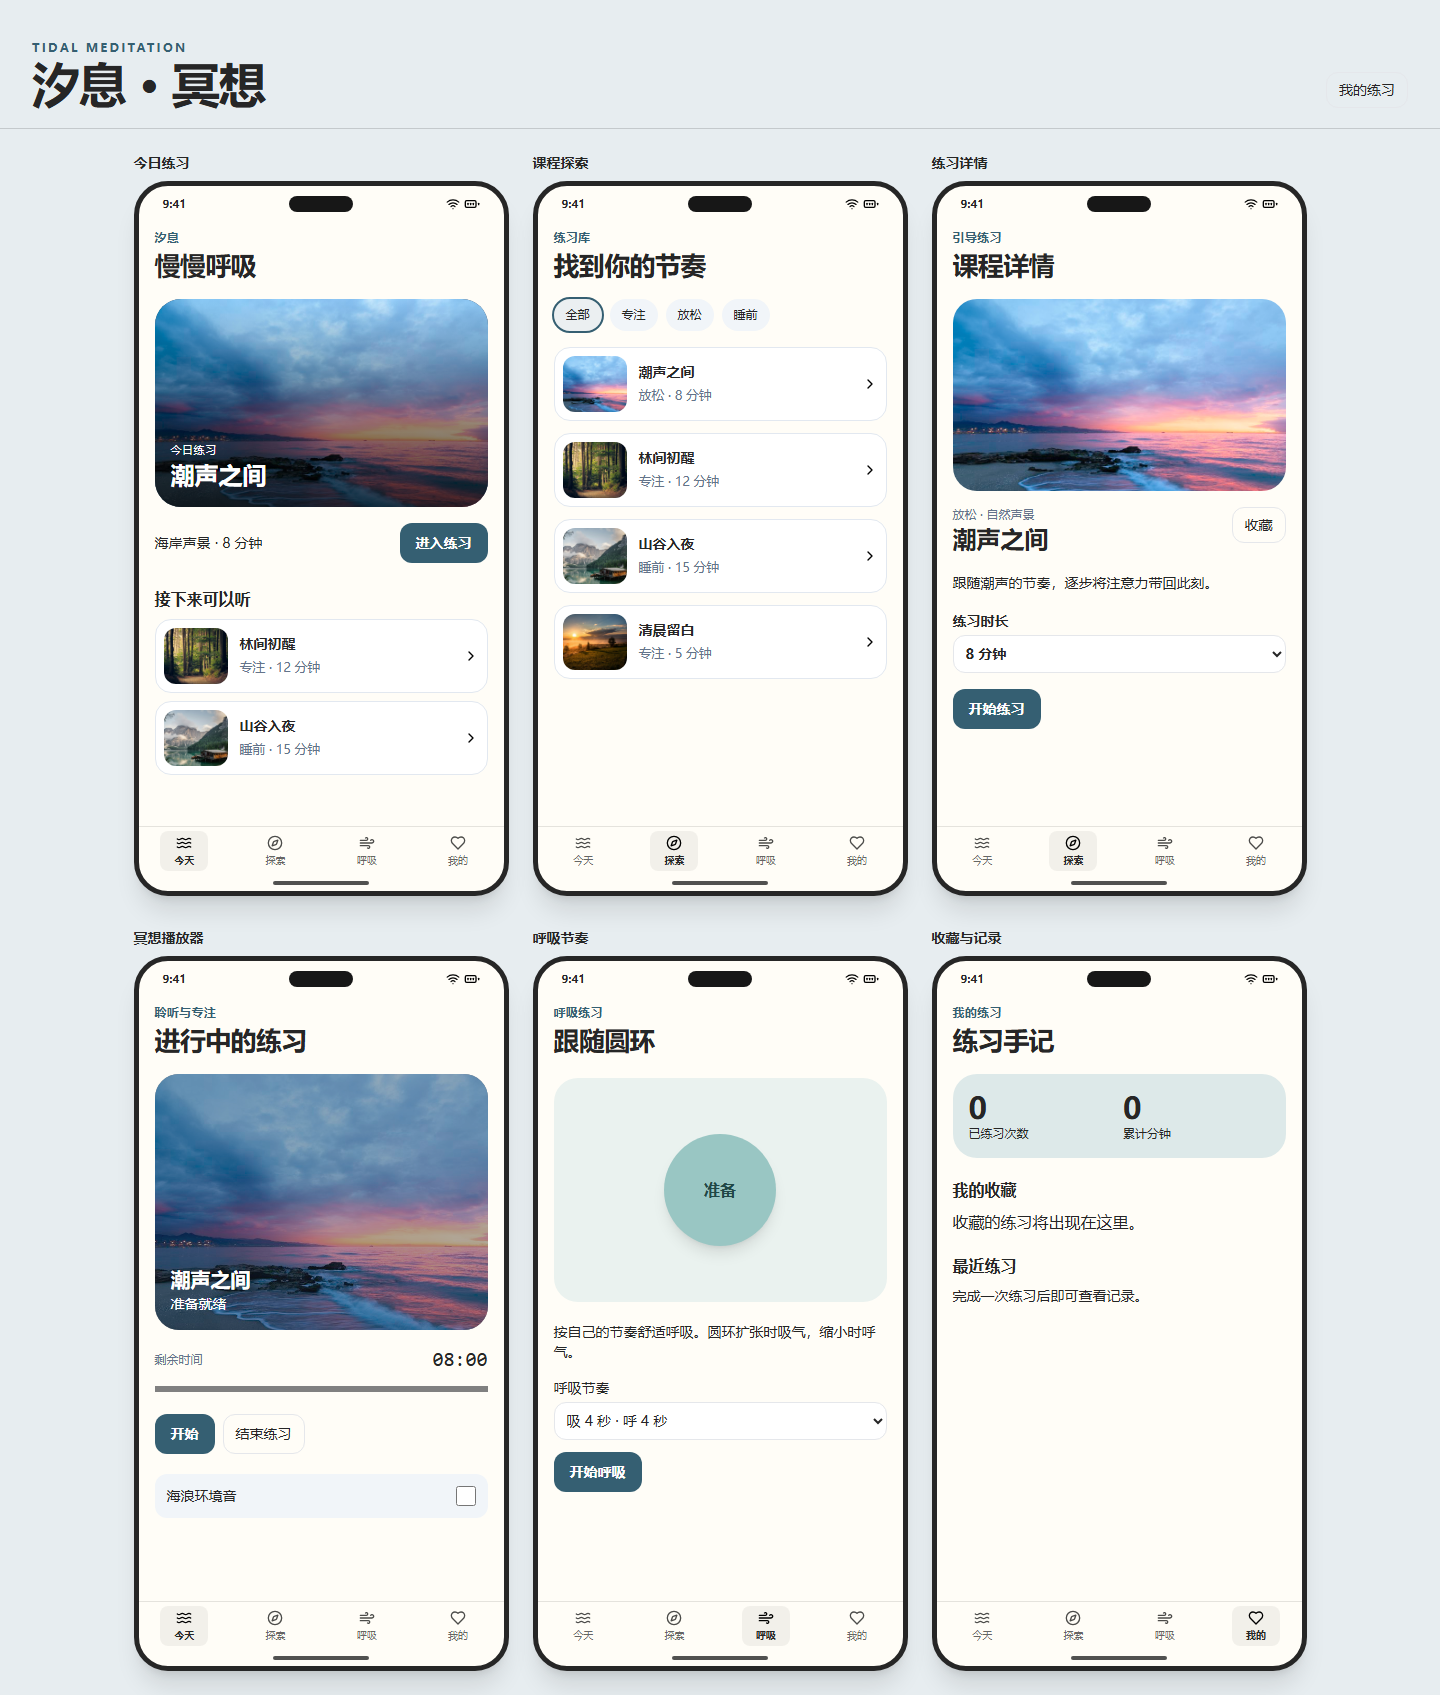 TIDAL MEDITATION
汐息 · 冥想
我的练习
今日练习
9:41
汐息
慢慢呼吸
今日练习
潮声之间
海岸声景 · 8 分钟
进入练习
接下来可以听
林间初醒
专注 · 12 分钟
山谷入夜
睡前 · 15 分钟
今天
探索
呼吸
我的
课程探索
9:41
练习库
找到你的节奏
全部
专注
放松
睡前
潮声之间
放松 · 8 分钟
林间初醒
专注 · 12 分钟
山谷入夜
睡前 · 15 分钟
清晨留白
专注 · 5 分钟
今天
探索
呼吸
我的
练习详情
9:41
引导练习
课程详情
放松 · 自然声景
潮声之间
收藏
跟随潮声的节奏，逐步将注意力带回此刻。
练习时长
8 分钟
开始练习
今天
探索
呼吸
我的
冥想播放器
9:41
聆听与专注
进行中的练习
潮声之间
准备就绪
剩余时间
08:00
开始
结束练习
海浪环境音
今天
探索
呼吸
我的
呼吸节奏
9:41
呼吸练习
跟随圆环
准备
按自己的节奏舒适呼吸。圆环扩张时吸气，缩小时呼
气。
呼吸节奏
吸 4 秒 · 呼 4 秒
开始呼吸
今天
探索
呼吸
我的
收藏与记录
9:41
我的练习
练习手记
0
已练习次数
0
累计分钟
我的收藏
收藏的练习将出现在这里。
最近练习
完成一次练习后即可查看记录。
今天
探索
呼吸
我的